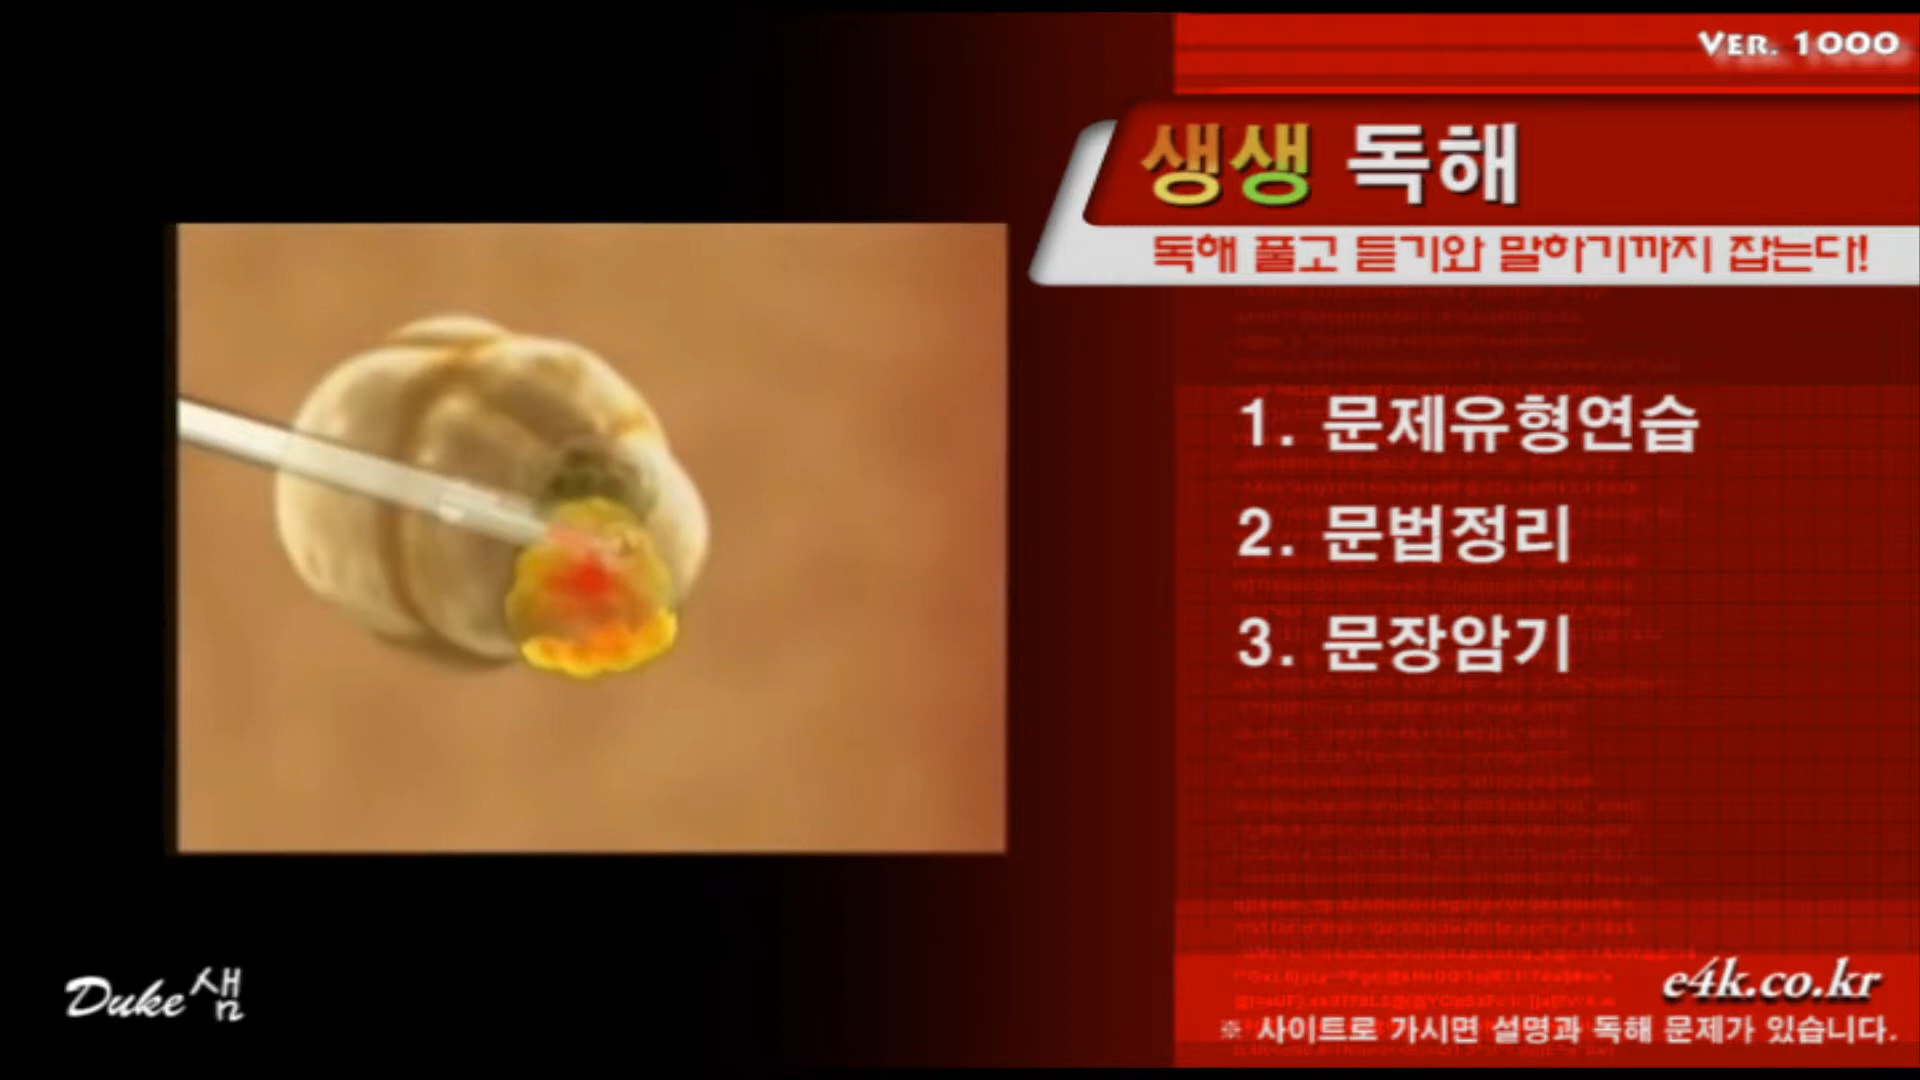 VER. 1000
생생 독해
독해 풀고 듣기와 말하기까지 잡는다!
1. 문제유형연습
2. 문법정리
3. 문장암기
Duke샘
e4k.co.kr
※ 사이트로 가시면 설명과 독해 문제가 있습니다.